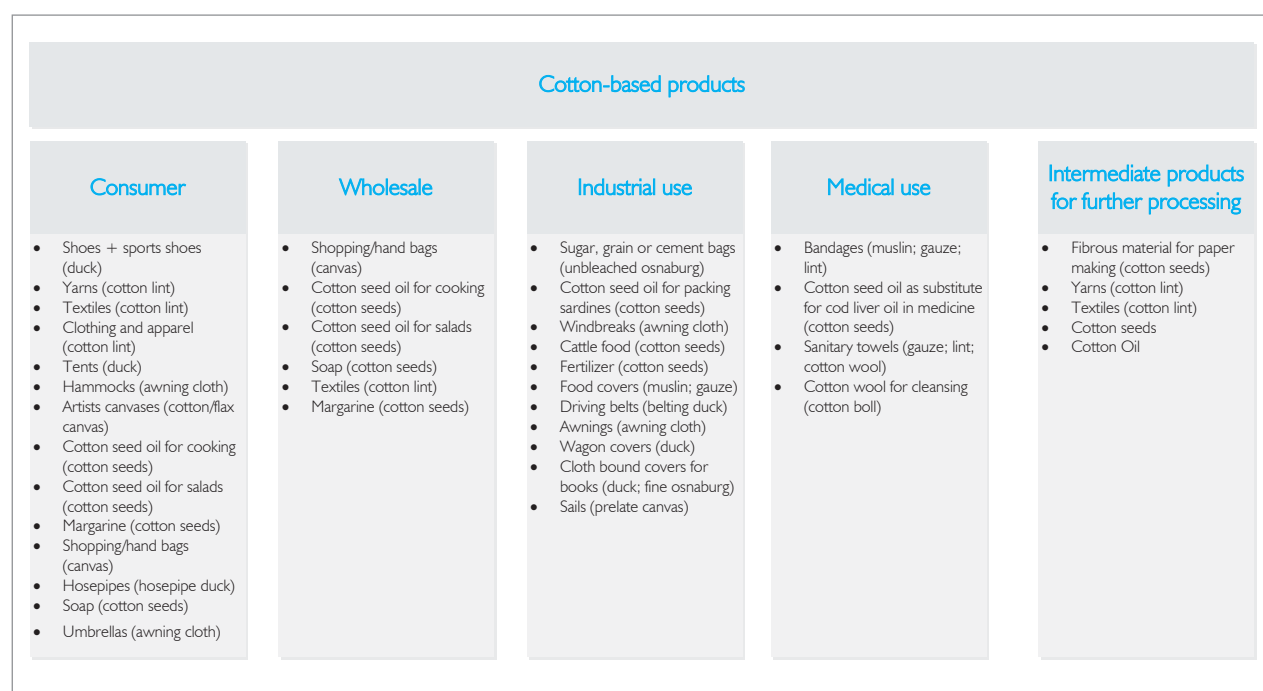 Cotton-based products
Consumer
• Shoes + sports shoes
(duck)
• Yarns (cotton lint)
• Textiles (cotton lint)
• Clothing and apparel
(cotton lint)
• Tents (duck)
• Hammocks (awning cloth)
• Artists canvases (cotton/flax
canvas)
• Cotton seed oil for cooking
(cotton seeds)
• Cotton seed oil for salads
(cotton seeds)
• Margarine (cotton seeds)
• Shopping/hand bags
(canvas)
• Hosepipes (hosepipe duck)
• Soap (cotton seeds)
• Umbrellas (awning cloth)
Wholesale
• Shopping/hand bags
(canvas)
• Cotton seed oil for cooking
(cotton seeds)
• Cotton seed oil for salads
(cotton seeds)
• Soap (cotton seeds)
• Textiles (cotton lint)
• Margarine (cotton seeds)
Industrial use
• Sugar, grain or cement bags
(unbleached osnaburg)
• Cotton seed oil for packing
sardines (cotton seeds)
• Windbreaks (awning cloth)
• Cattle food (cotton seeds)
• Fertilizer (cotton seeds)
• Food covers (muslin; gauze)
• Driving belts (belting duck)
• Awnings (awning cloth)
• Wagon covers (duck)
• Cloth bound covers for
books (duck; fine osnaburg)
• Sails (prelate canvas)
Medical use
• Bandages (muslin; gauze;
lint)
• Cotton seed oil as substitute
for cod liver oil in medicine
(cotton seeds)
• Sanitary towels (gauze; lint;
cotton wool)
• Cotton wool for cleansing
(cotton boll)
Intermediate products
for further processing
• Fibrous material for paper
making (cotton seeds)
• Yarns (cotton lint)
• Textiles (cotton lint)
• Cotton seeds
• Cotton Oil